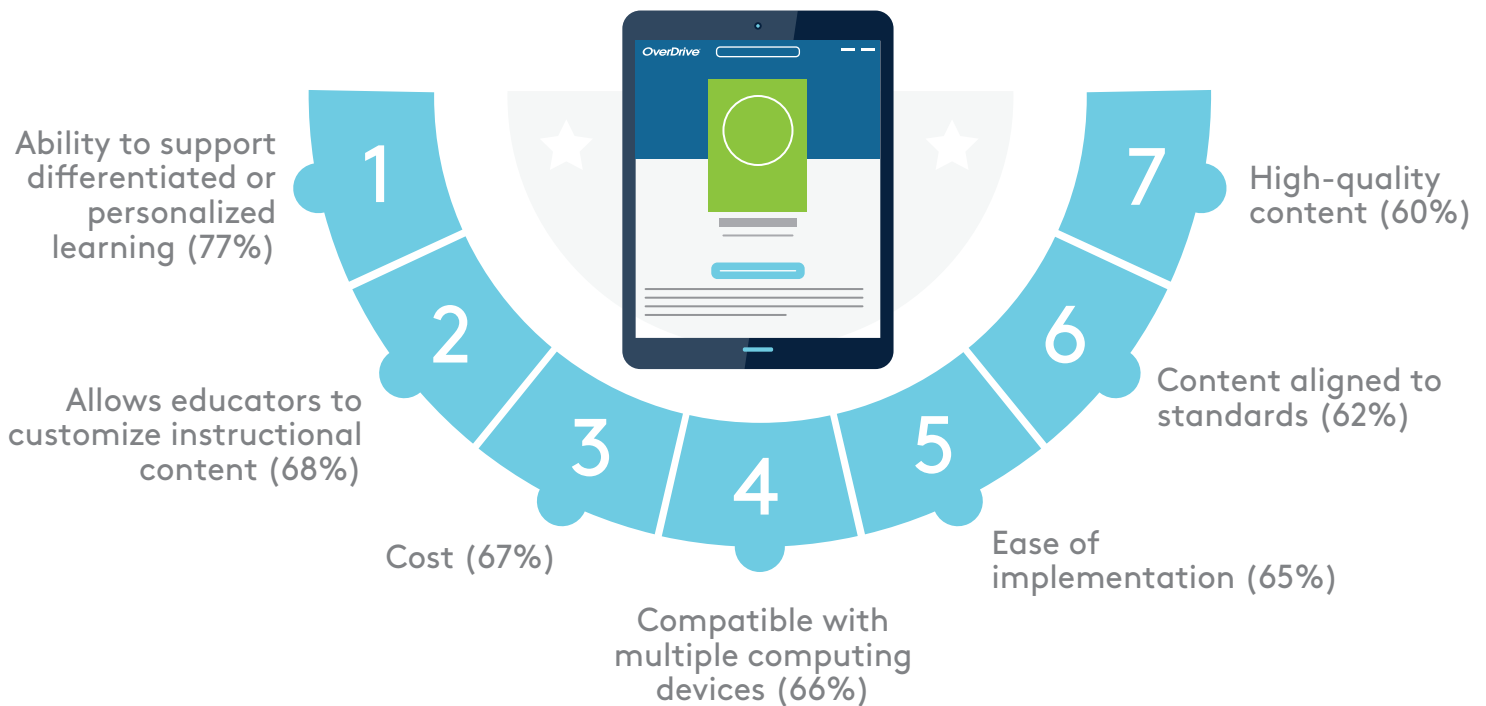 OverDrive
1
Ability to support
differentiated or
personalized
learning (77%)
2
Allows educators to
customize instructional
content (68%)
3
Cost (67%)
4
Compatible with
multiple computing
devices (66%)
5
Ease of
implementation (65%)
6
Content aligned to
standards (62%)
7
High-quality
content (60%)